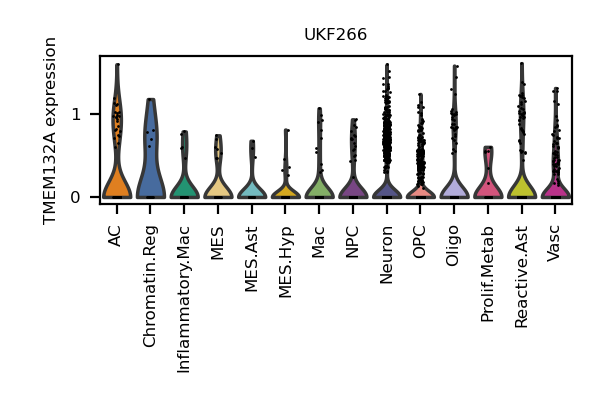 UKF266
TMEM132A expression
1
0
AC
Chromatin.Reg
Inflammatory.Mac
MES
MES.Ast
MES.Hyp
Mac
NPC
Neuron
OPC
Oligo
Prolif.Metab
Reactive.Ast
Vasc